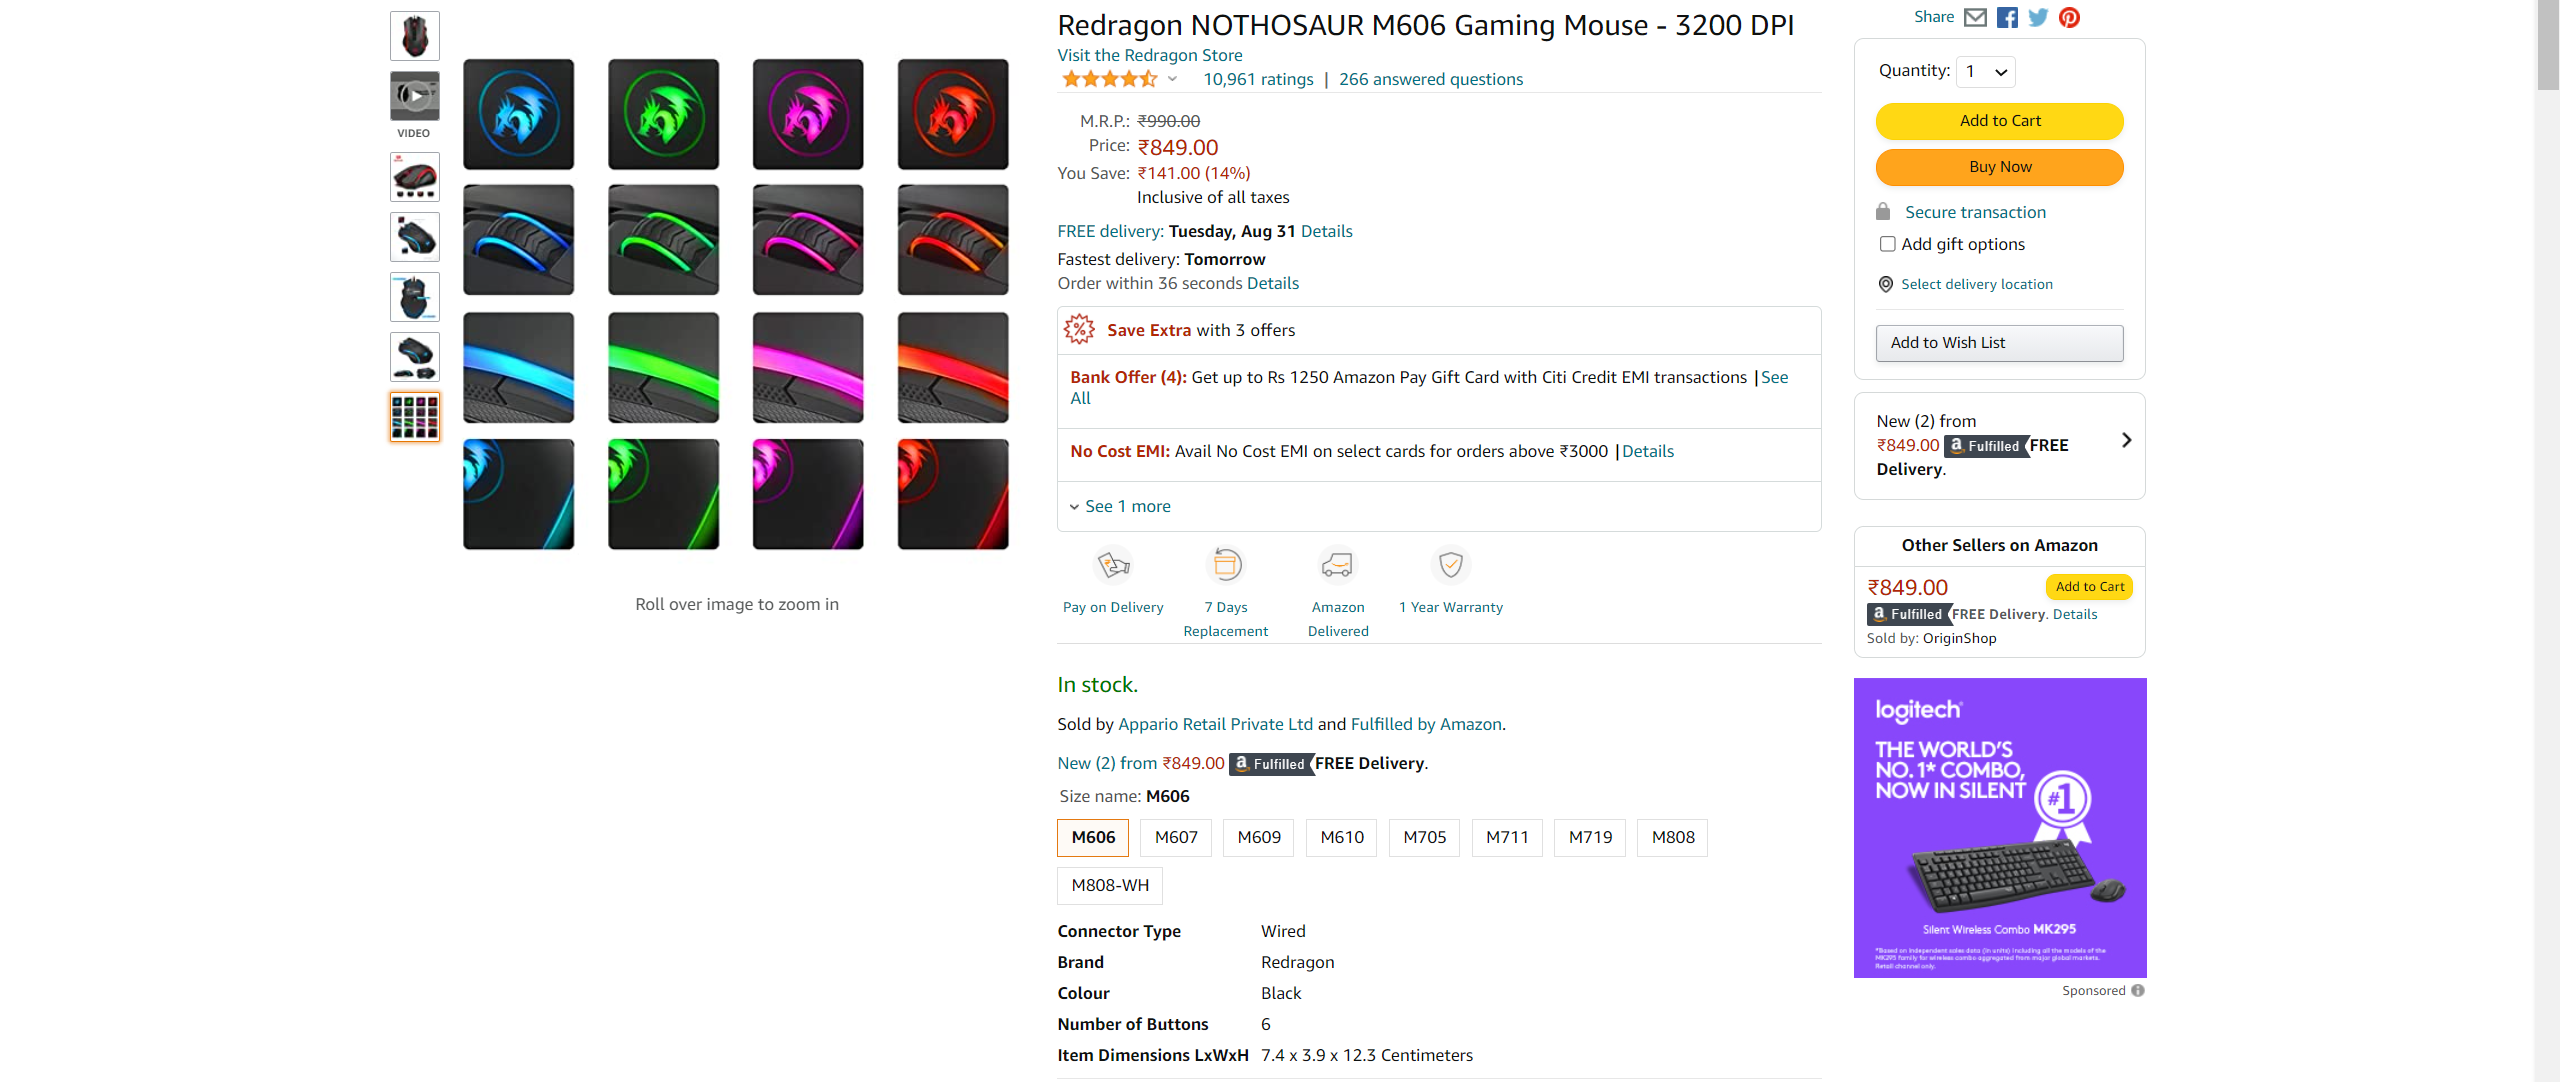 VIDEO
Roll over image to zoom in
Redragon NOTHOSAUR M606 Gaming Mouse - 3200 DPI
Visit the Redragon Store
10,961 ratings | 266 answered questions
M.R.P.: ₹990.00
Price: ₹849.00
You Save: ₹141.00 (14%)
Inclusive of all taxes
FREE delivery: Tuesday, Aug 31 Details
Fastest delivery: Tomorrow
Order within 36 seconds Details
Save Extra with 3 offers
Bank Offer (4): Get up to Rs 1250 Amazon Pay Gift Card with Citi Credit EMI transactions |See
All
No Cost EMI: Avail No Cost EMI on select cards for orders above ₹3000 |Details
See 1 more
Pay on Delivery
7 Days
Replacement
Amazon
Delivered
1 Year Warranty
In stock.
Sold by Appario Retail Private Ltd and Fulfilled by Amazon.
New (2) from ₹849.00 a Fulfilled FREE Delivery.
Size name: M606
M606 M607 M609 M610 M705 M711 M719 M808
M808-WH
Connector Type Wired
Brand Redragon
Colour Black
Number of Buttons 6
Item Dimensions LxWxH 7.4 x 3.9 x 12.3 Centimeters
Share
Quantity: 1
Add to Cart
Buy Now
Secure transaction
Add gift options
Select delivery location
Add to Wish List
New (2) from
₹849.00 a Fulfilled FREE
Delivery.
Other Sellers on Amazon
₹849.00 Add to Cart
a Fulfilled FREE Delivery. Details
Sold by: OriginShop
logitech
THE WORLD'S
NO. 1* COMBO,
NOW IN SILENT
#1
Silent Wireless Combo MK295
*Based on independent sales data (in units) including all the models of the
MK295 family for wireless combo aggregated from major global markets.
Retail channel only.
Sponsored